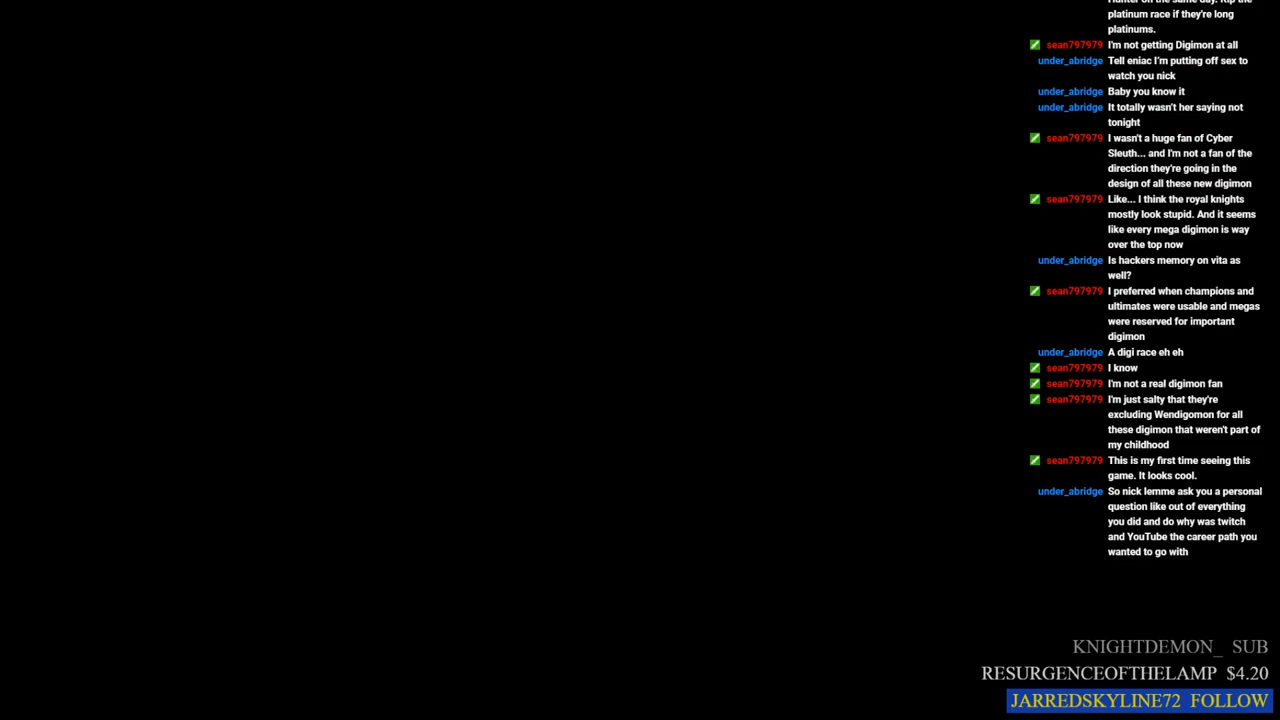 platinum race if they're long
platinums.
sean797979 I'm not getting Digimon at all
under_abridge Tell eniac I'm putting off sex to
watch you nick
under_abridge Baby you know it
under_abridge It totally wasn't her saying not
tonight
sean797979 I wasn't a huge fan of Cyber
Sleuth... and I'm not a fan of the
direction they're going in the
design of all these new digimon
sean797979 Like... I think the royal knights
mostly look stupid. And it seems
like every mega digimon is way
over the top now
under_abridge Is hackers memory on vita as
well?
sean797979 I preferred when champions and
ultimates were usable and megas
were reserved for important
digimon
under_abridge A digi race eh eh
sean797979 I know
sean797979 I'm not a real digimon fan
sean797979 I'm just salty that they're
excluding Wendigomon for all
these digimon that weren't part of
my childhood
sean797979 This is my first time seeing this
game. It looks cool.
under_abridge So nick lemme ask you a personal
question like out of everything
you did and do why was twitch
and YouTube the career path you
wanted to go with
KNIGHTDEMON_ SUB
RESURGENCEOFTHELAMP $4.20
JARREDSKYLINE72 FOLLOW